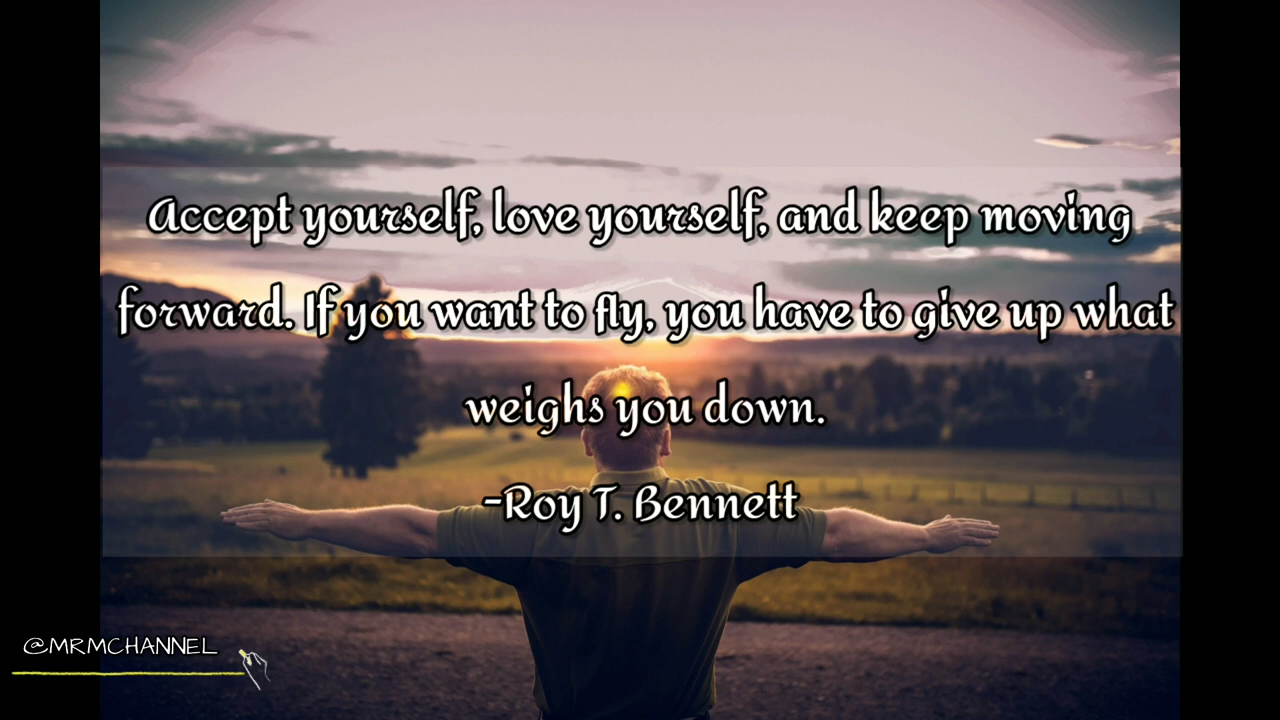 Accept yourself, love yourself, and keep moving
forward. If you want to fly, you have to give up what
weighs you down.
-Roy T. Bennett
@MRMCHANNEL